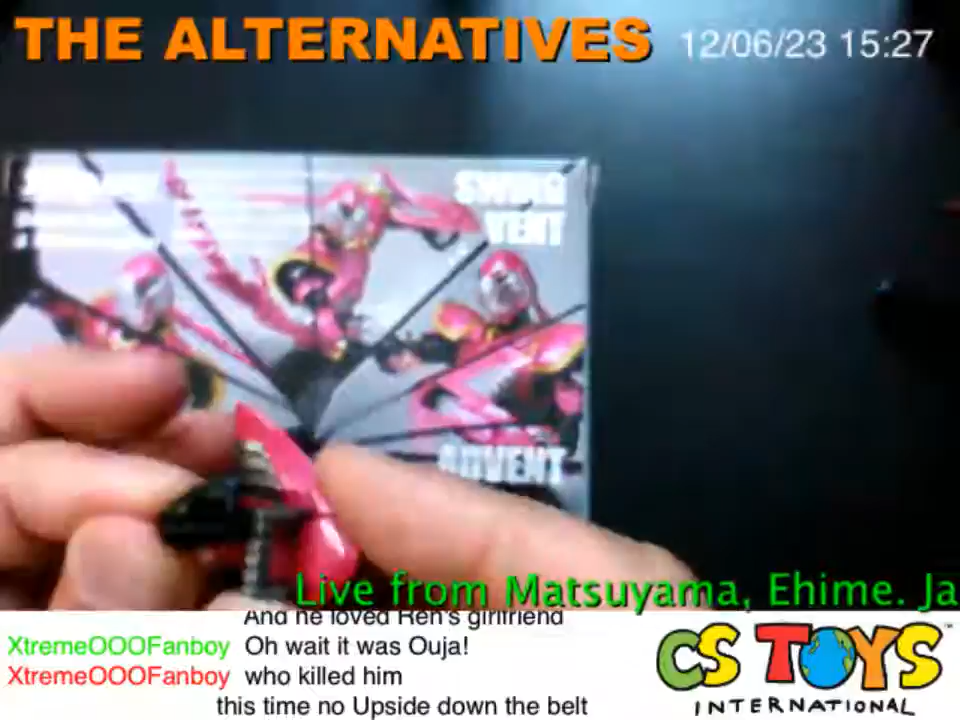 THE ALTERNATIVES 12/06/23 15:27
SWING
VENT
ADVENT
Live from Matsuyama, Ehime. Ja
And he loved Ren's girlfriend
XtremeOOOFanboy Oh wait it was Ouja!
XtremeOOOFanboy who killed him
this time no Upside down the belt
CS TOYS
INTERNATIONAL
TM